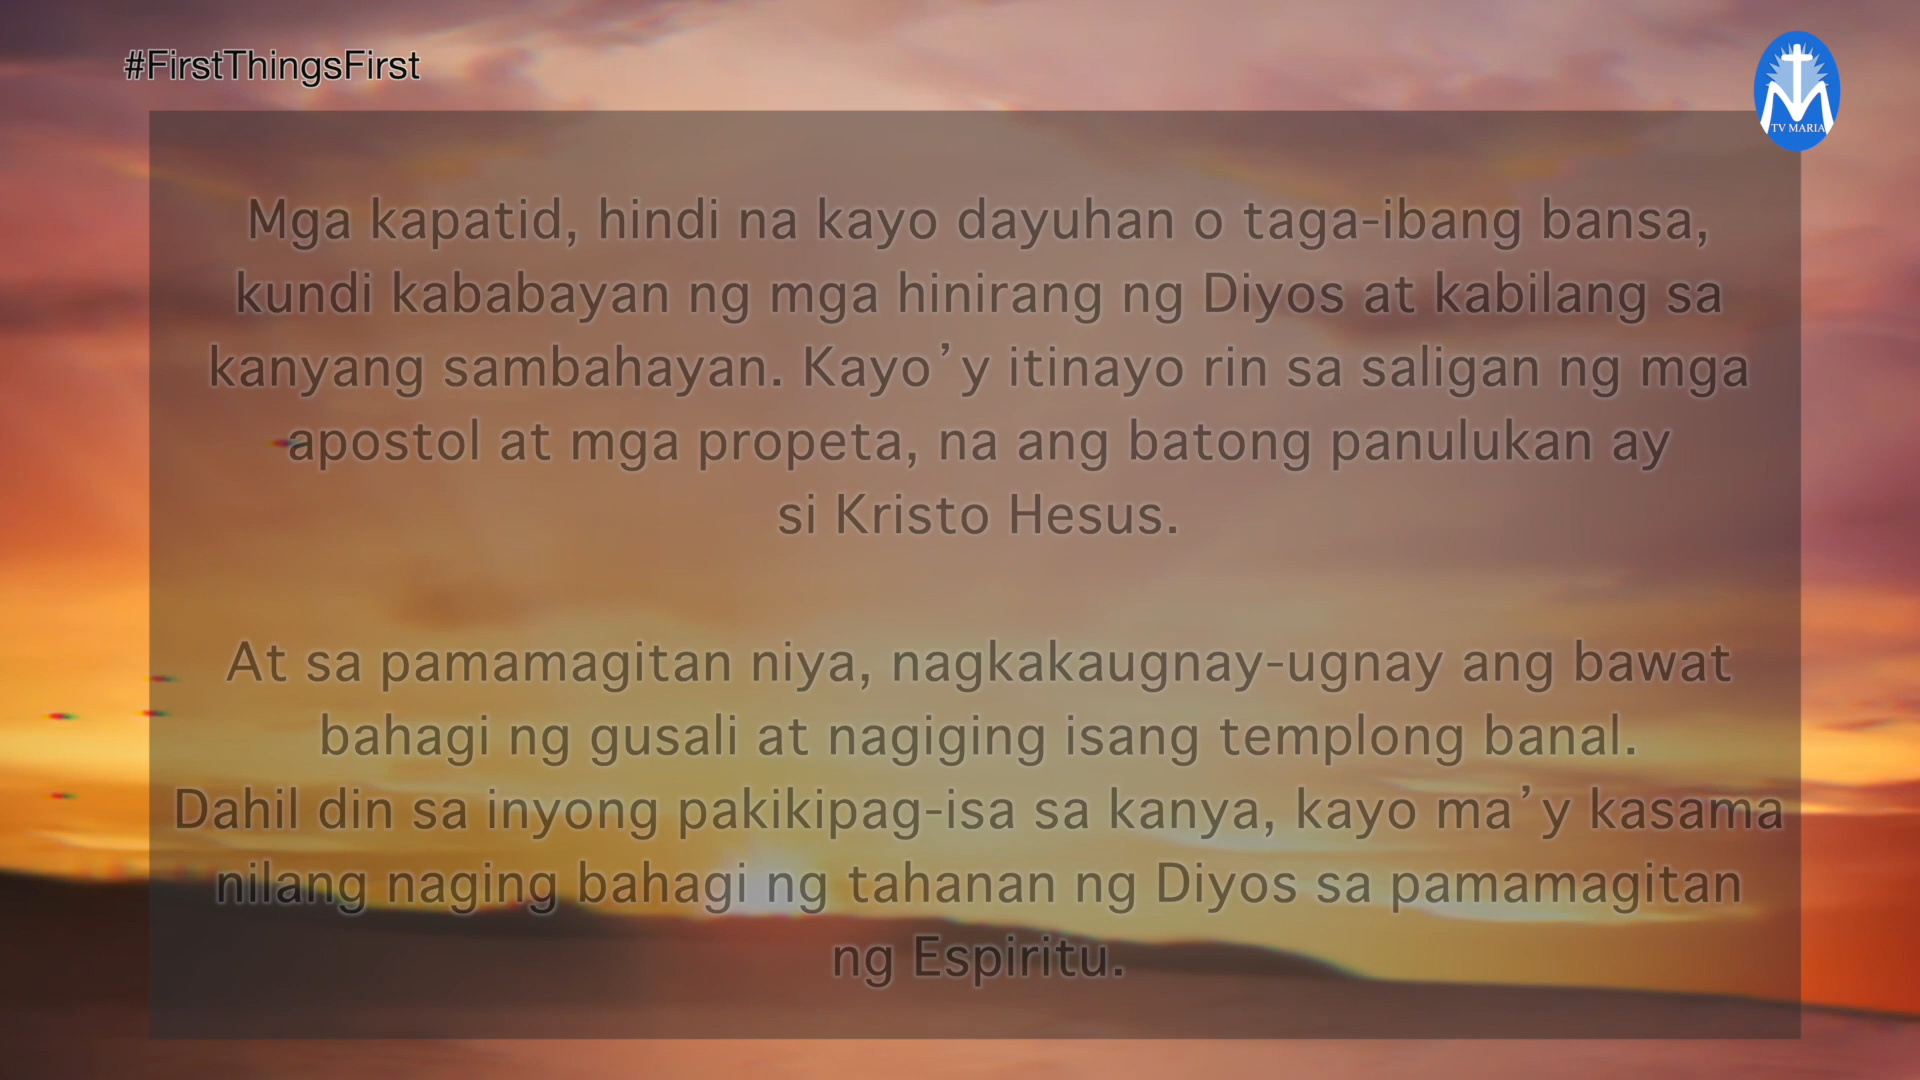 #FirstThingsFirst
TV MARIA
Mga kapatid, hindi na kayo dayuhan o taga-ibang bansa,
kundi kababayan ng mga hinirang ng Diyos at kabilang sa
kanyang sambahayan. Kayo’y itinayo rin sa saligan ng mga
apostol at mga propeta, na ang batong panulukan ay
si Kristo Hesus.
At sa pamamagitan niya, nagkakaugnay-ugnay ang bawat
bahagi ng gusali at nagiging isang templong banal.
Dahil din sa inyong pakikipag-isa sa kanya, kayo ma’y kasama
nilang naging bahagi ng tahanan ng Diyos sa pamamagitan
ng Espiritu.